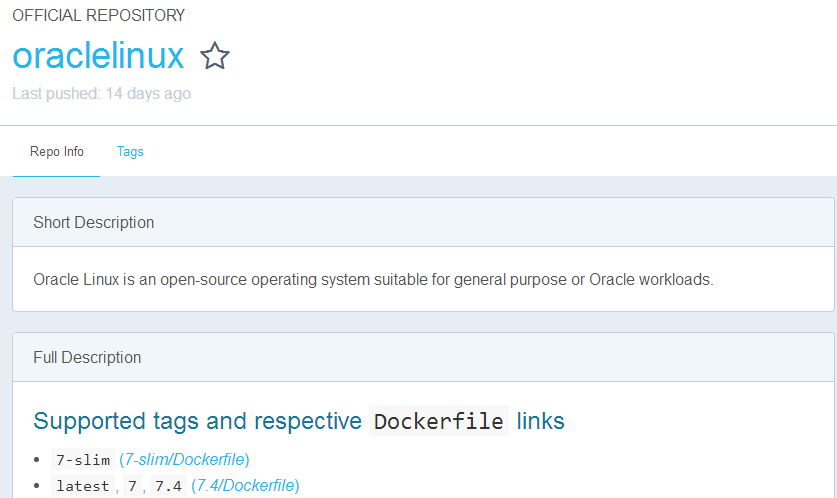 OFFICIAL REPOSITORY
oraclelinux
Last pushed: 14 days ago
Repo Info Tags
Short Description
Oracle Linux is an open-source operating system suitable for general purpose or Oracle workloads.
Full Description
Supported tags and respective Dockerfile links
• 7-slim (7-slim/Dockerfile)
• latest, 7, 7.4 (7.4/Dockerfile)